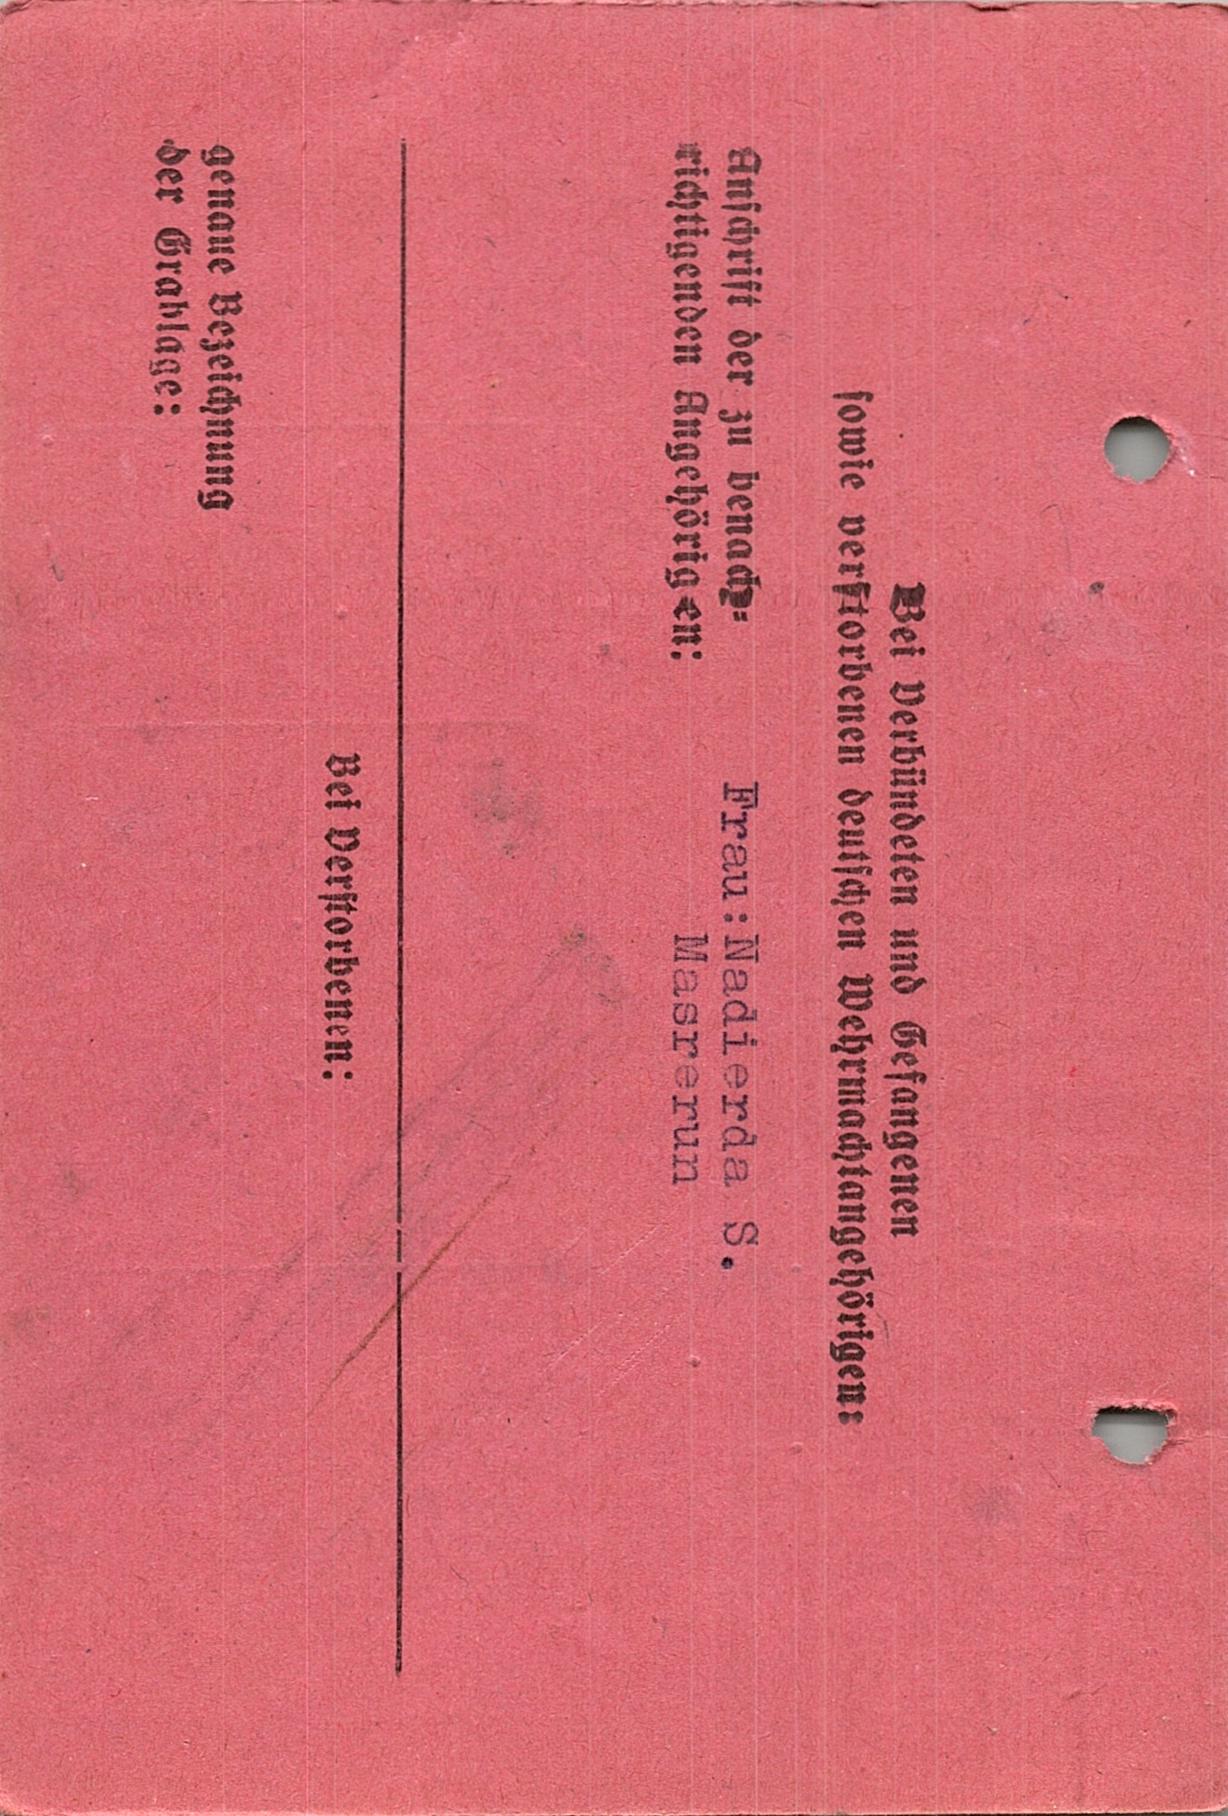 Bei Verbündeten und Gefangenen
sowie verstorbenen deutschen Wehrmachtangehörigen:
Anschrift der zu benach-
richtigenden Angehörigen:
Frau: Nadierda S.
Masrerun
Bei Verstorbenen:
genaue Bezeichnung
der Grablage: